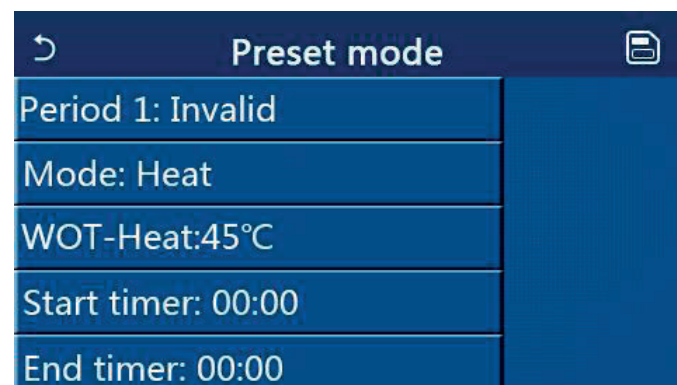 Preset mode
Period 1: Invalid
Mode: Heat
WOT-Heat:45℃
Start timer: 00:00
End timer: 00:00